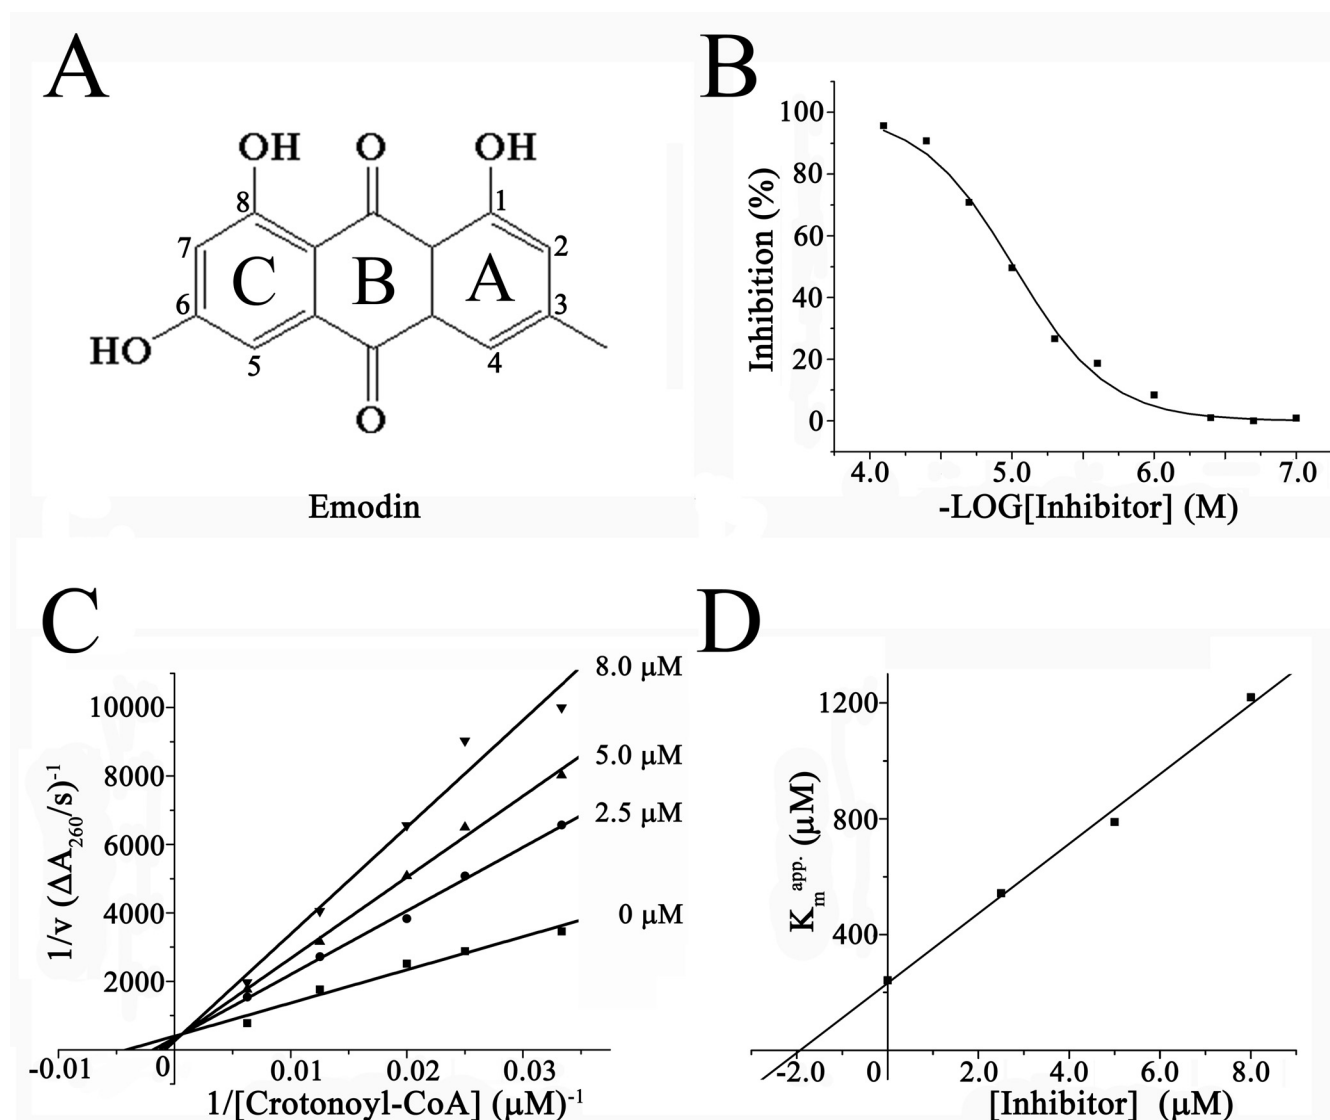 A
OH O OH
8 1
7 C B A 2
6 3
HO 5 4
O
Emodin
B
Inhibition (%)
100
80
60
40
20
0
4.0 5.0 6.0 7.0
-LOG[Inhibitor] (M)
C
1/v (ΔA260/s)-1
10000
8000
6000
4000
2000
8.0 μM
5.0 μM
2.5 μM
0 μM
-0.01 0 0.01 0.02 0.03
1/[Crotonoyl-CoA] (μM)-1
D
Kmapp. (μM)
1200
800
400
-2.0 0 2.0 4.0 6.0 8.0
[Inhibitor] (μM)